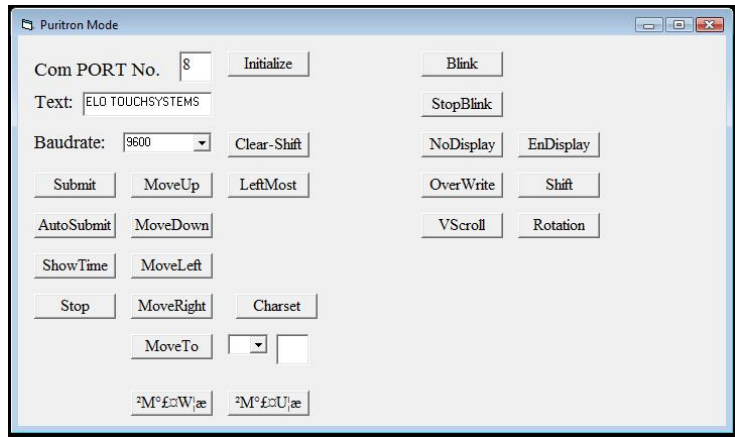 Puritron Mode
Com PORT No. 8 Initialize Blink
Text: ELO TOUCHSYSTEMS StopBlink
Baudrate: 9600 Clear-Shift NoDisplay EnDisplay
Submit MoveUp LeftMost OverWrite Shift
AutoSubmit MoveDown VScroll Rotation
ShowTime MoveLeft
Stop MoveRight Charset
MoveTo
²M°£¤W¦æ ²M°£¤U¦æ